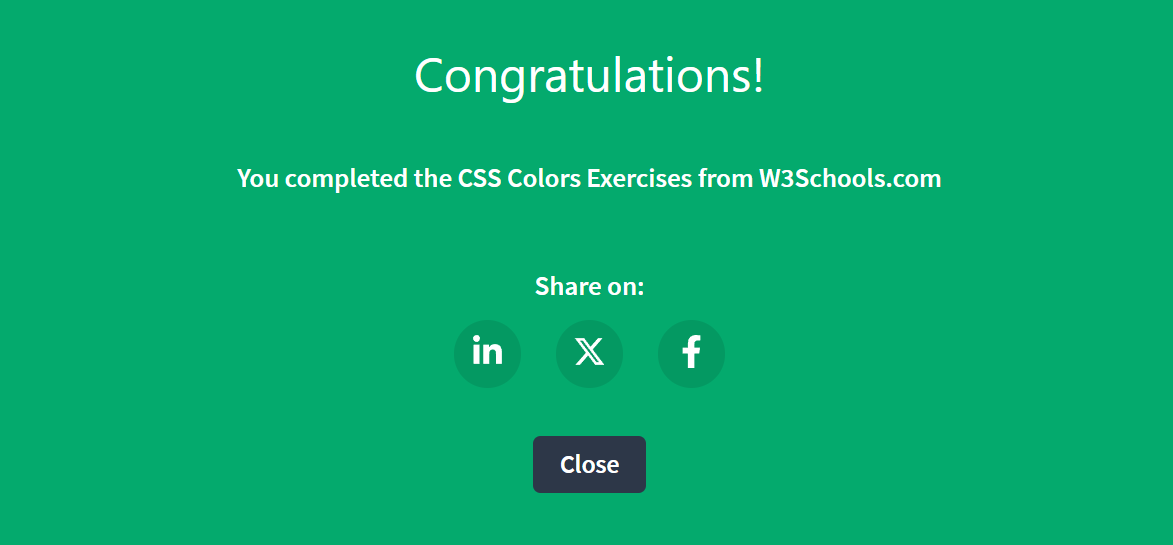 Congratulations!
You completed the CSS Colors Exercises from W3Schools.com
Share on:
in X f
Close